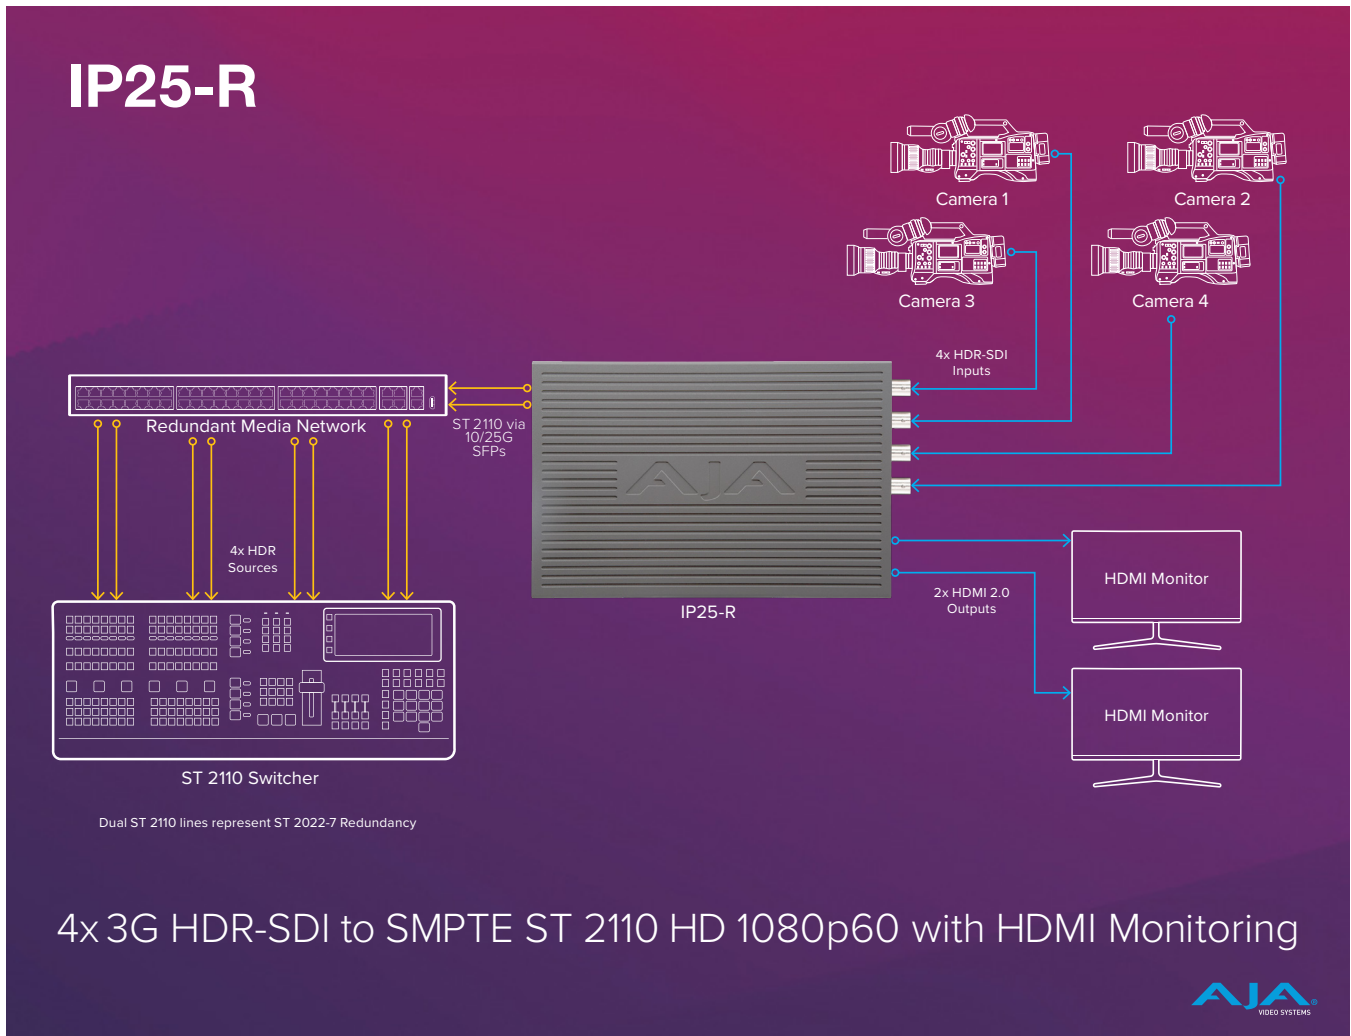 IP25-R
Camera 1
Camera 2
Camera 3
Camera 4
4x HDR-SDI
Inputs
Redundant Media Network
ST 2110 via
10/25G
SFPs
AJA
4x HDR
Sources
IP25-R
2x HDMI 2.0
Outputs
HDMI Monitor
HDMI Monitor
ST 2110 Switcher
Dual ST 2110 lines represent ST 2022-7 Redundancy
4x 3G HDR-SDI to SMPTE ST 2110 HD 1080p60 with HDMI Monitoring
AJA®
VIDEO SYSTEMS